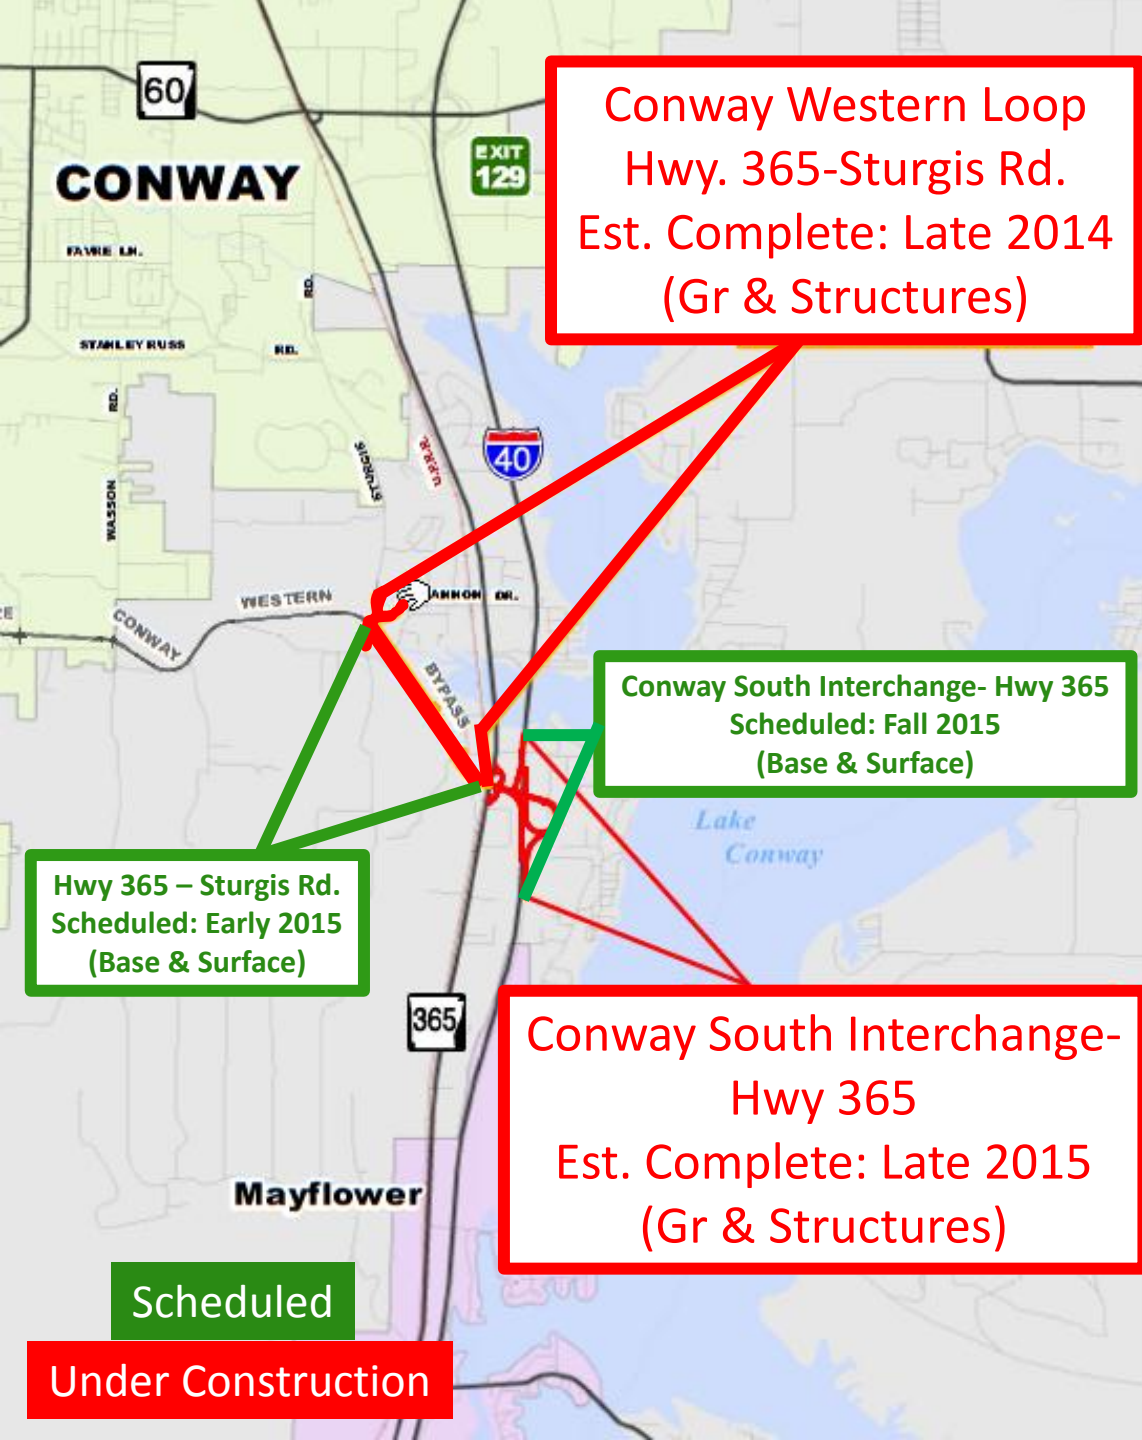 60
CONWAY
EXIT
129
Conway Western Loop
Hwy. 365-Sturgis Rd.
Est. Complete: Late 2014
(Gr & Structures)
FAVRE LN.
RD.
STANLEY RUSS
RD.
RD.
WASSON
STURGIS
U.P.R.R.
40
WESTERN
CONWAY
DR.
BYPASS
Conway South Interchange- Hwy 365
Scheduled: Fall 2015
(Base & Surface)
Lake
Conway
Hwy 365 – Sturgis Rd.
Scheduled: Early 2015
(Base & Surface)
365
Conway South Interchange-
Hwy 365
Est. Complete: Late 2015
(Gr & Structures)
Mayflower
Scheduled
Under Construction